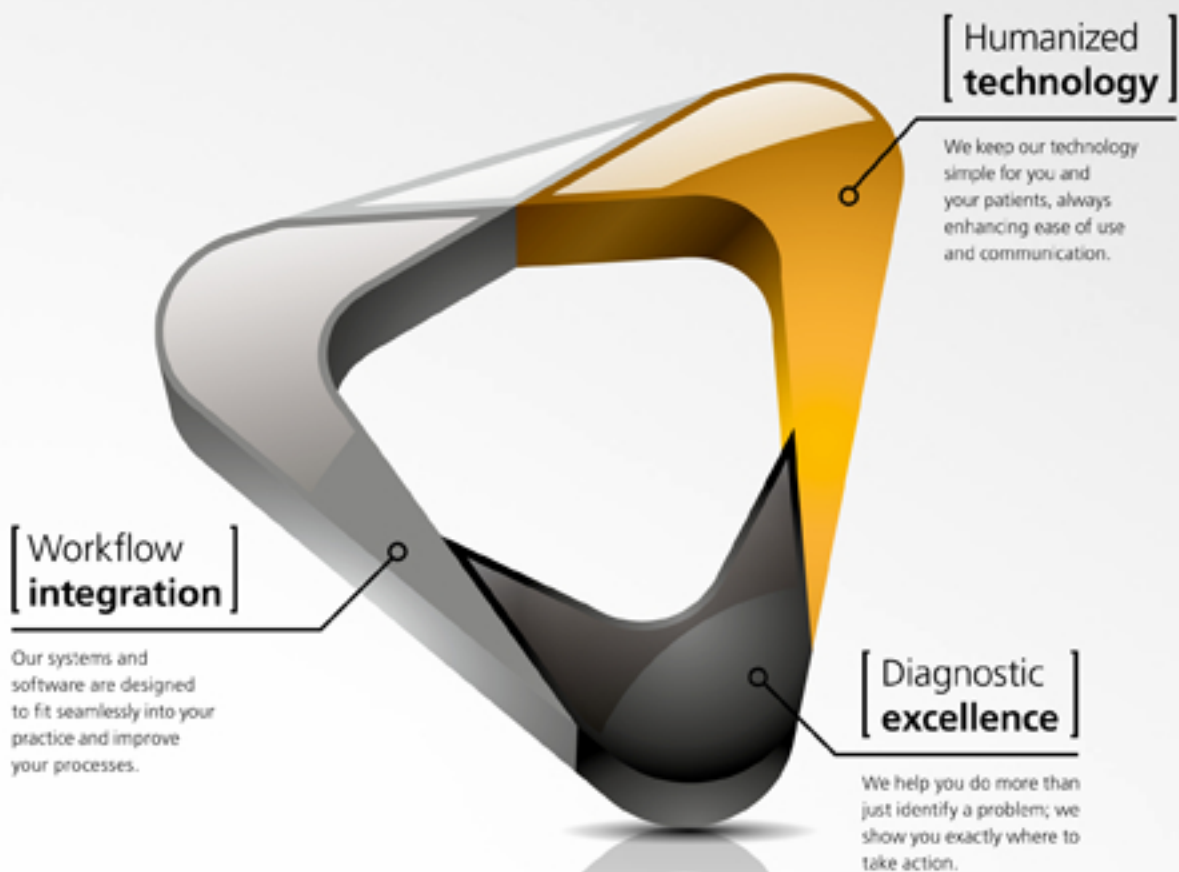 Humanized
technology
We keep our technology
simple for you and
your patients, always
enhancing ease of use
and communication.
Workflow
integration
Our systems and
software are designed
to fit seamlessly into your
practice and improve
your processes.
Diagnostic
excellence
We help you do more than
just identify a problem; we
show you exactly where to
take action.